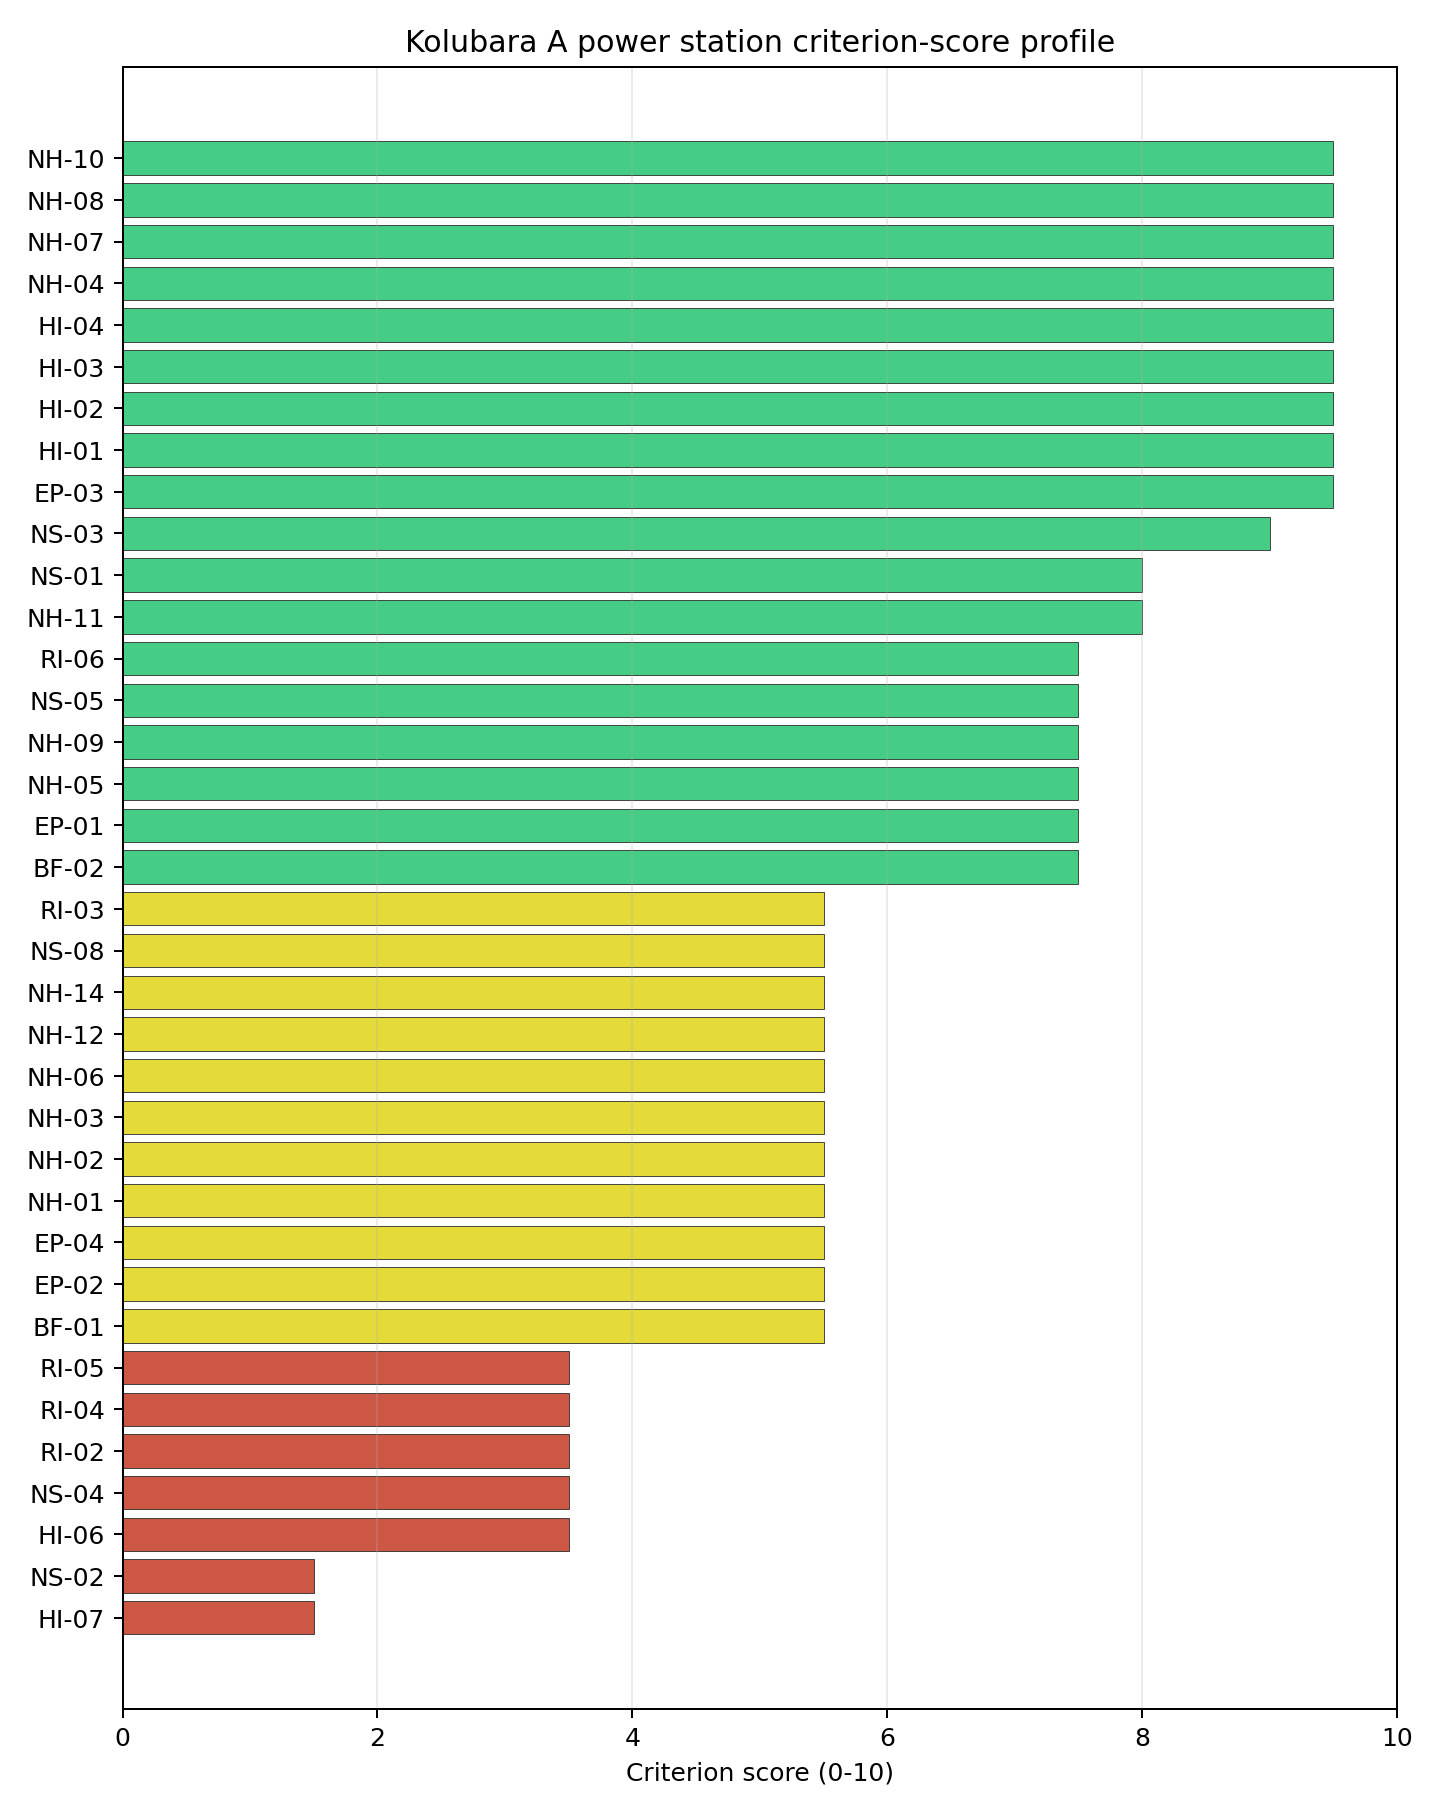 Kolubara A power station criterion-score profile
NH-10
NH-08
NH-07
NH-04
HI-04
HI-03
HI-02
HI-01
EP-03
NS-03
NS-01
NH-11
RI-06
NS-05
NH-09
NH-05
EP-01
BF-02
RI-03
NS-08
NH-14
NH-12
NH-06
NH-03
NH-02
NH-01
EP-04
EP-02
BF-01
RI-05
RI-04
RI-02
NS-04
HI-06
NS-02
HI-07
0 2 4 6 8 10
Criterion score (0-10)